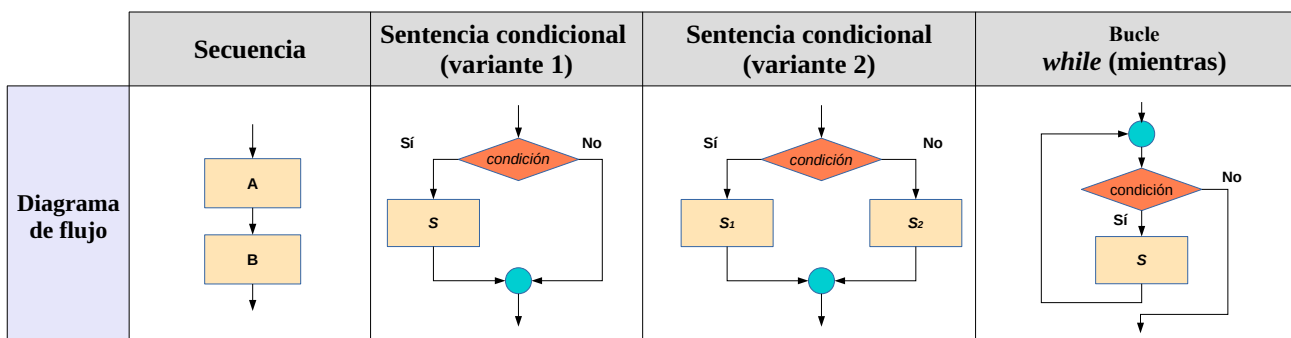 Secuencia
Sentencia condicional
(variante 1)
Sentencia condicional
(variante 2)
Bucle
while (mientras)
Diagrama
de flujo
A
B
Sí
No
condición
S
Sí
No
condición
S1
S2
condición
No
Sí
S